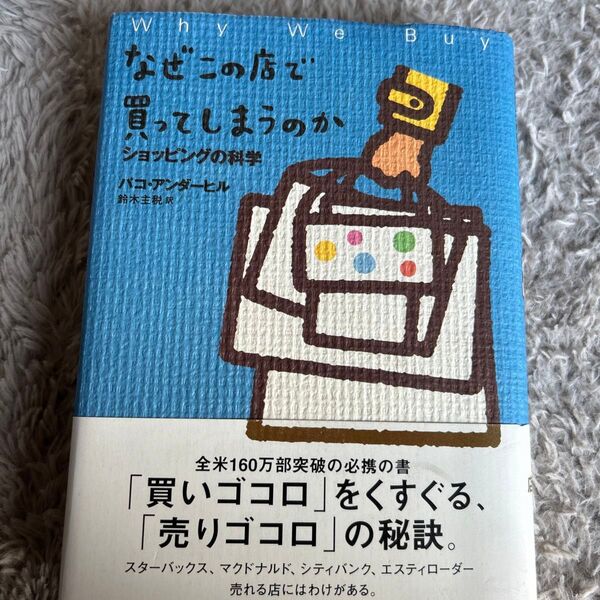 Why We Buy
なぜこの店で
買ってしまうのか
ショッピングの科学
パコ・アンダーヒル
鈴木主税 訳
全米160万部突破の必携の書
「買いゴコロ」をくすぐる、
「売りゴコロ」の秘訣。
スターバックス、マクドナルド、シティバンク、エスティローダー
売れる店にはわけがある。